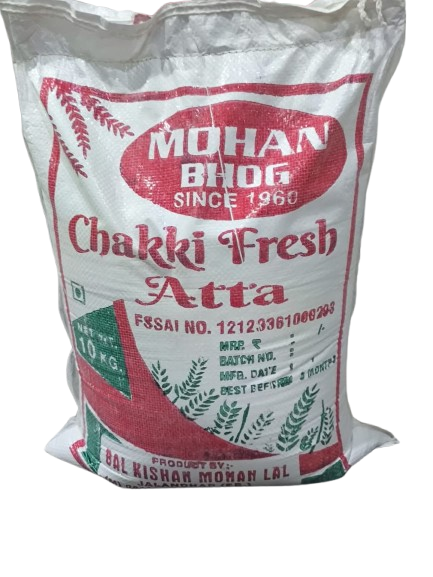 MOHAN
BHOG
SINCE 1960
Chakki Fresh
Atta
FSSAI NO. 12123361000293
NET WT.
10 KG.
MRP. ₹ /-
BATCH NO.
MFG. DATE
BEST BEFORE 3 MONTHS
PRODUCT BY:-
BAL KISHAN MOHAN LAL
JALANDHAR